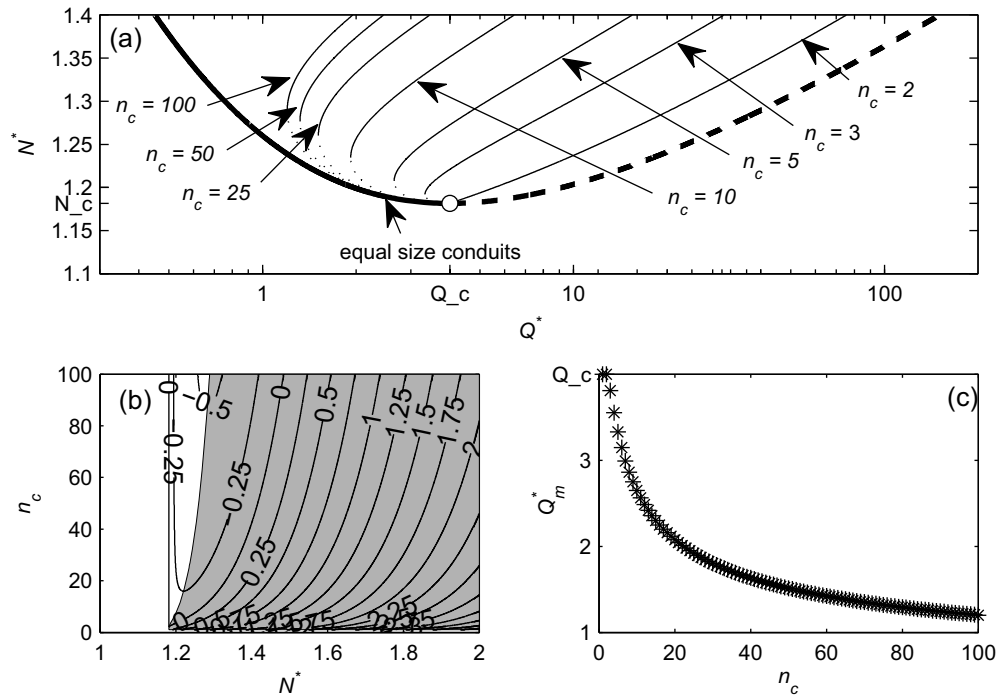 (a)
1.4
1.3
1.25
1.2
N_c
1.15
1.1
N*
n_c = 100
n_c = 50
n_c = 25
n_c = 2
n_c = 3
n_c = 5
n_c = 10
equal size conduits
1 Q_c 10 100
Q*
(b)
100
80
60
40
20
0
n_c
0 −0.5 0 0.5 1 1.25 1.5 1.75 2
−0.25
−0.25
0.25
1 1.2 1.4 1.6 1.8 2
N*
(c)
Q_c
3
2
1
Q*_m
0 20 40 60 80 100
n_c